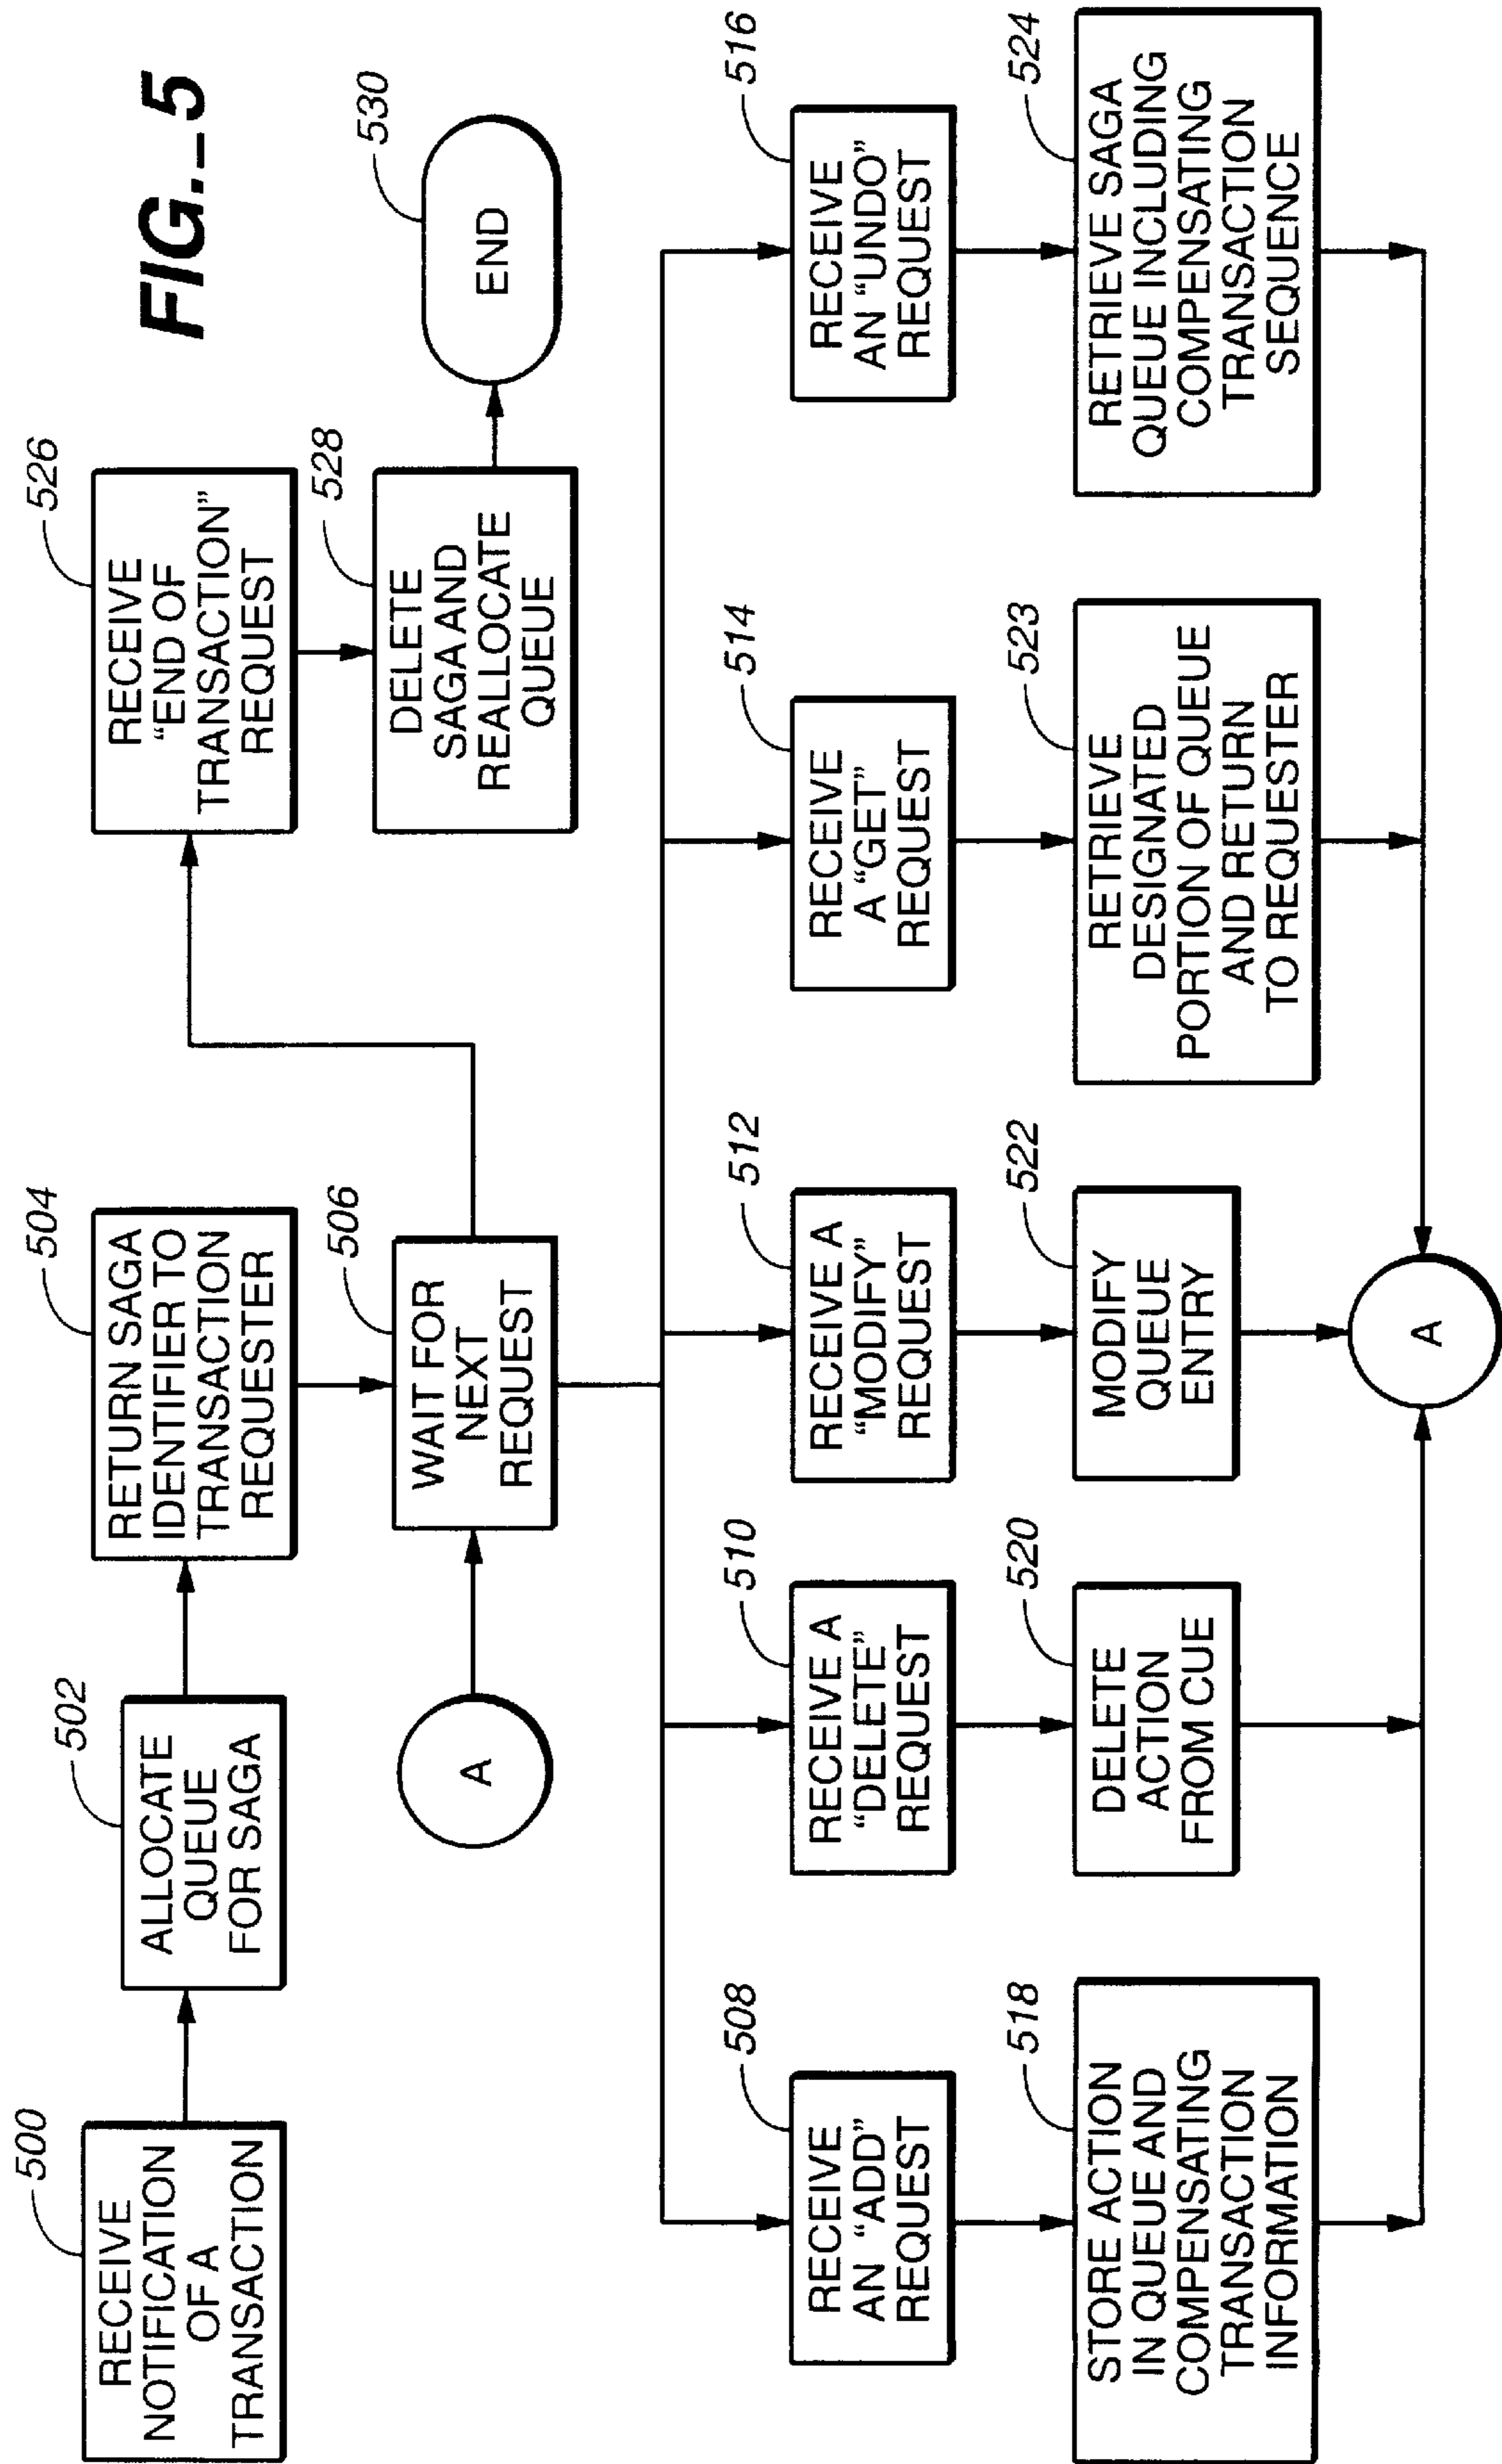 FIG._5
500
RECEIVE
NOTIFICATION
OF A
TRANSACTION
502
ALLOCATE
QUEUE
FOR SAGA
504
RETURN SAGA
IDENTIFIER TO
TRANSACTION
REQUESTER
526
RECEIVE
“END OF
TRANSACTION”
REQUEST
A
506
WAIT FOR
NEXT
REQUEST
528
DELETE
SAGA AND
REALLOCATE
QUEUE
530
END
508
RECEIVE
AN “ADD”
REQUEST
510
RECEIVE A
“DELETE”
REQUEST
512
RECEIVE A
“MODIFY”
REQUEST
514
RECEIVE
A “GET”
REQUEST
516
RECEIVE
AN “UNDO”
REQUEST
518
STORE ACTION
IN QUEUE AND
COMPENSATING
TRANSACTION
INFORMATION
520
DELETE
ACTION
FROM CUE
522
MODIFY
QUEUE
ENTRY
523
RETRIEVE
DESIGNATED
PORTION OF QUEUE
AND RETURN
TO REQUESTER
524
RETRIEVE SAGA
QUEUE INCLUDING
COMPENSATING
TRANSACTION
SEQUENCE
A